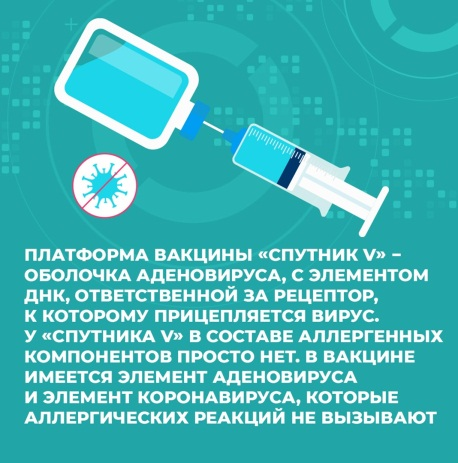 ПЛАТФОРМА ВАКЦИНЫ «СПУТНИК V» –
ОБОЛОЧКА АДЕНОВИРУСА, С ЭЛЕМЕНТОМ
ДНК, ОТВЕТСТВЕННОЙ ЗА РЕЦЕПТОР,
К КОТОРОМУ ПРИЦЕПЛЯЕТСЯ ВИРУС.
У «СПУТНИКА V» В СОСТАВЕ АЛЛЕРГЕННЫХ
КОМПОНЕНТОВ ПРОСТО НЕТ. В ВАКЦИНЕ
ИМЕЕТСЯ ЭЛЕМЕНТ АДЕНОВИРУСА
И ЭЛЕМЕНТ КОРОНАВИРУСА, КОТОРЫЕ
АЛЛЕРГИЧЕСКИХ РЕАКЦИЙ НЕ ВЫЗЫВАЮТ